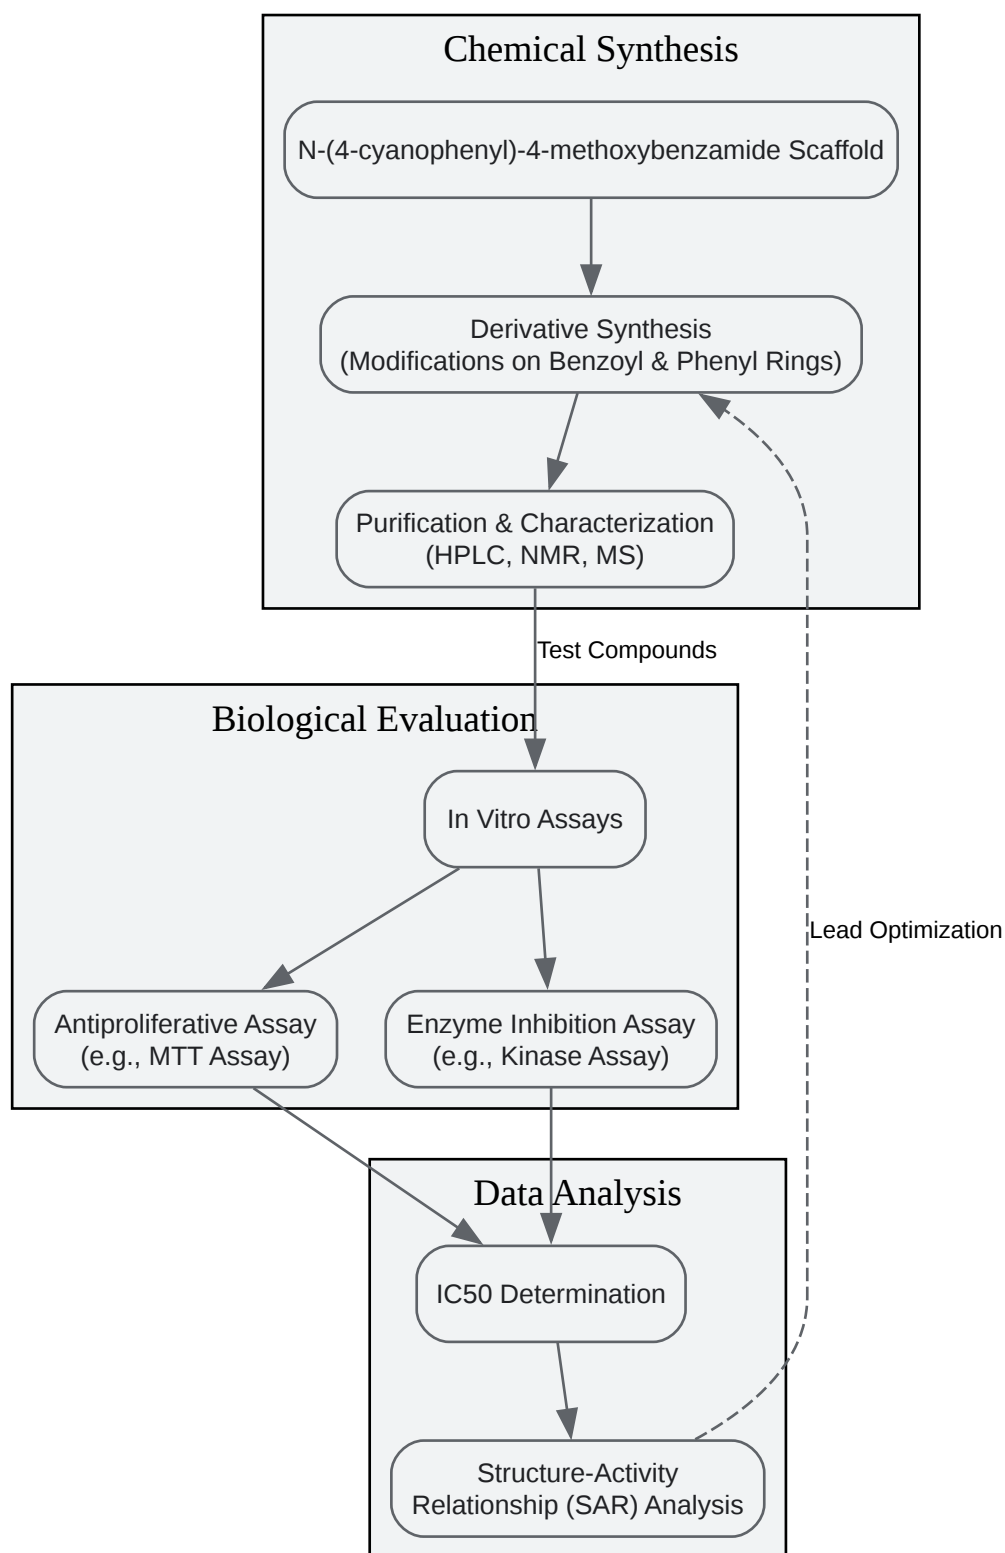 Chemical Synthesis
N-(4-cyanophenyl)-4-methoxybenzamide Scaffold
Derivative Synthesis
(Modifications on Benzoyl & Phenyl Rings)
Purification & Characterization
(HPLC, NMR, MS)
Test Compounds
Biological Evaluation
In Vitro Assays
Lead Optimization
Antiproliferative Assay
(e.g., MTT Assay)
Enzyme Inhibition Assay
(e.g., Kinase Assay)
Data Analysis
IC50 Determination
Structure-Activity
Relationship (SAR) Analysis